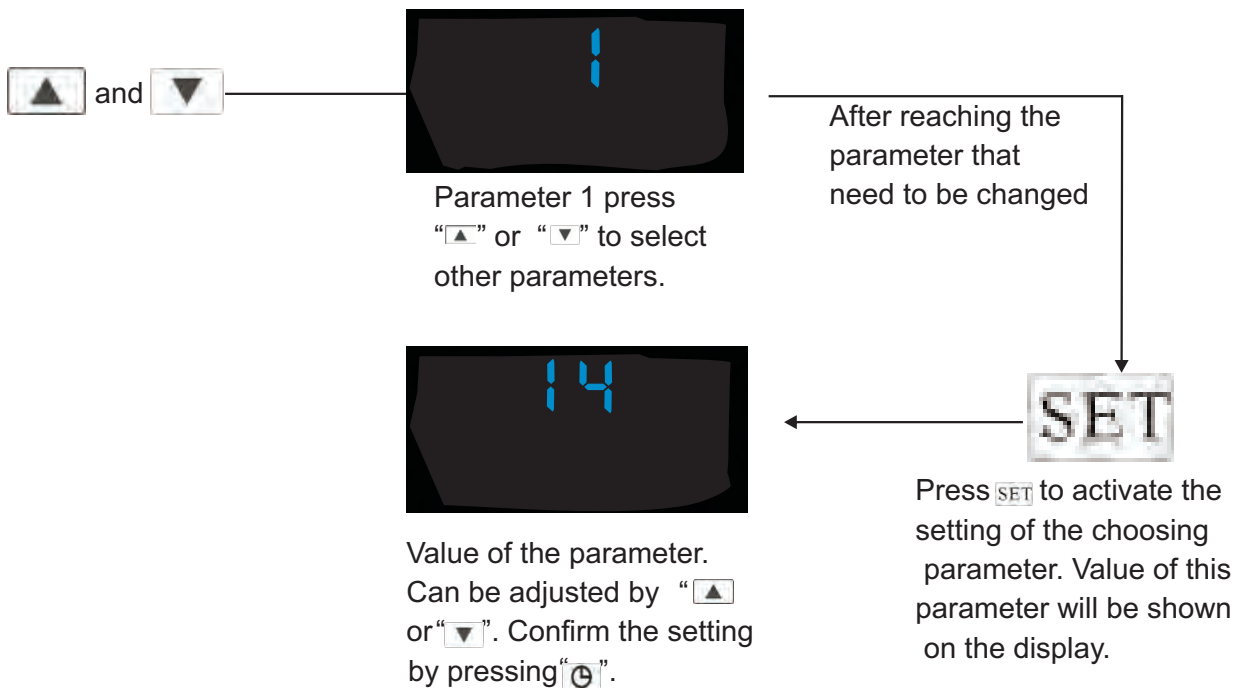 ▲ and ▼
1
After reaching the
parameter that
need to be changed
Parameter 1 press
“▲” or “▼” to select
other parameters.
SET
Press SET to activate the
setting of the choosing
parameter. Value of this
parameter will be shown
on the display.
14
Value of the parameter.
Can be adjusted by “▲
or“▼”. Confirm the setting
by pressing“🕒”.